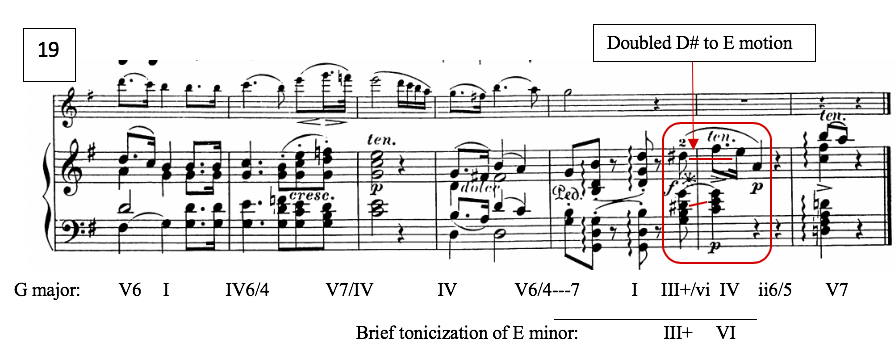 19
Doubled D# to E motion
ten.
ten.
ten.
2
cresc.
p
dolce
Ped.
f
p
p
G major: V6 I IV6/4 V7/IV IV V6/4---7 I III+/vi IV ii6/5 V7
Brief tonicization of E minor: III+ VI